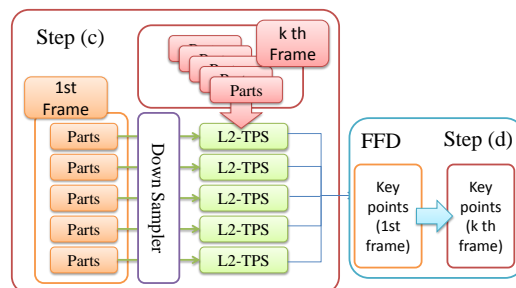 Step (c)
k th
Frame
Parts
Parts
1st
Frame
Parts
Parts
Parts
Parts
Parts
Down Sampler
L2-TPS
L2-TPS
L2-TPS
L2-TPS
L2-TPS
FFD
Step (d)
Key
points
(1st
frame)
Key
points
(k th
frame)